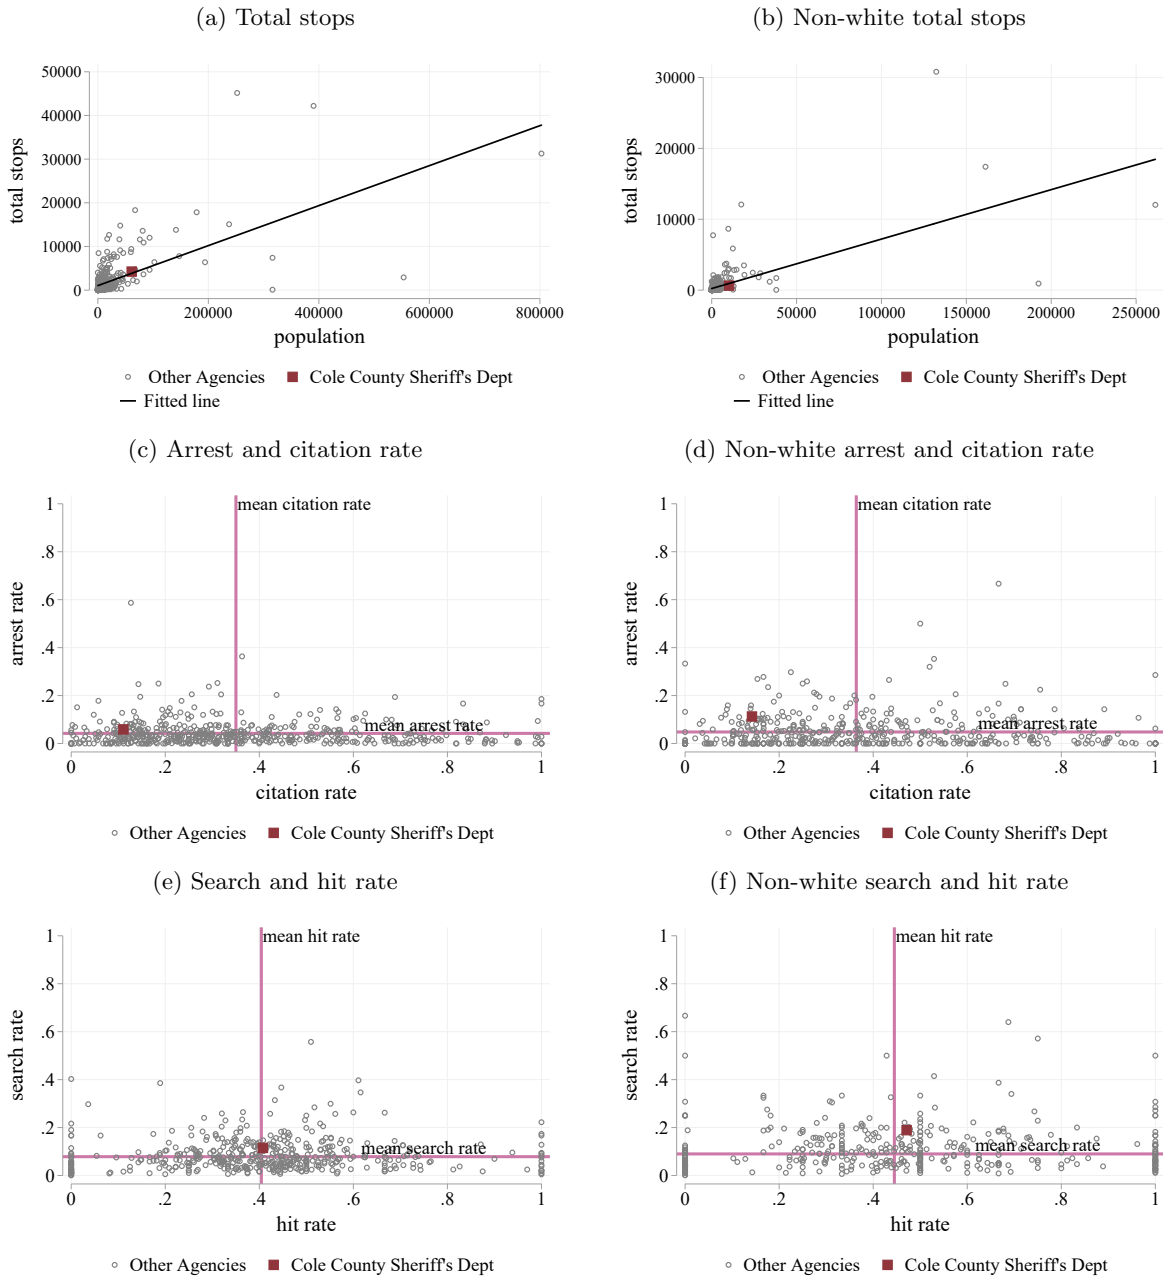 (a) Total stops
(b) Non-white total stops
50000
40000
30000
20000
10000
0
total stops
0 200000 400000 600000 800000
population
Other Agencies Cole County Sheriff's Dept
Fitted line
30000
20000
10000
0
total stops
0 50000 100000 150000 200000 250000
population
Other Agencies Cole County Sheriff's Dept
Fitted line
(c) Arrest and citation rate
(d) Non-white arrest and citation rate
1
.8
.6
.4
.2
0
arrest rate
mean citation rate
mean arrest rate
0 .2 .4 .6 .8 1
citation rate
Other Agencies Cole County Sheriff's Dept
1
.8
.6
.4
.2
0
arrest rate
mean citation rate
mean arrest rate
0 .2 .4 .6 .8 1
citation rate
Other Agencies Cole County Sheriff's Dept
(e) Search and hit rate
(f) Non-white search and hit rate
1
.8
.6
.4
.2
0
search rate
mean hit rate
mean search rate
0 .2 .4 .6 .8 1
hit rate
Other Agencies Cole County Sheriff's Dept
1
.8
.6
.4
.2
0
search rate
mean hit rate
mean search rate
0 .2 .4 .6 .8 1
hit rate
Other Agencies Cole County Sheriff's Dept